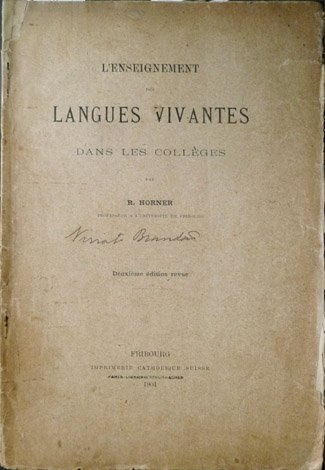 L'ENSEIGNEMENT
DES
LANGUES VIVANTES
DANS LES COLLÈGES
PAR
R. HORNER
PROFESSEUR A L'UNIVERSITÉ DE FRIBOURG
Deuxième édition revue
FRIBOURG
IMPRIMERIE CATHOLIQUE SUISSE
1901